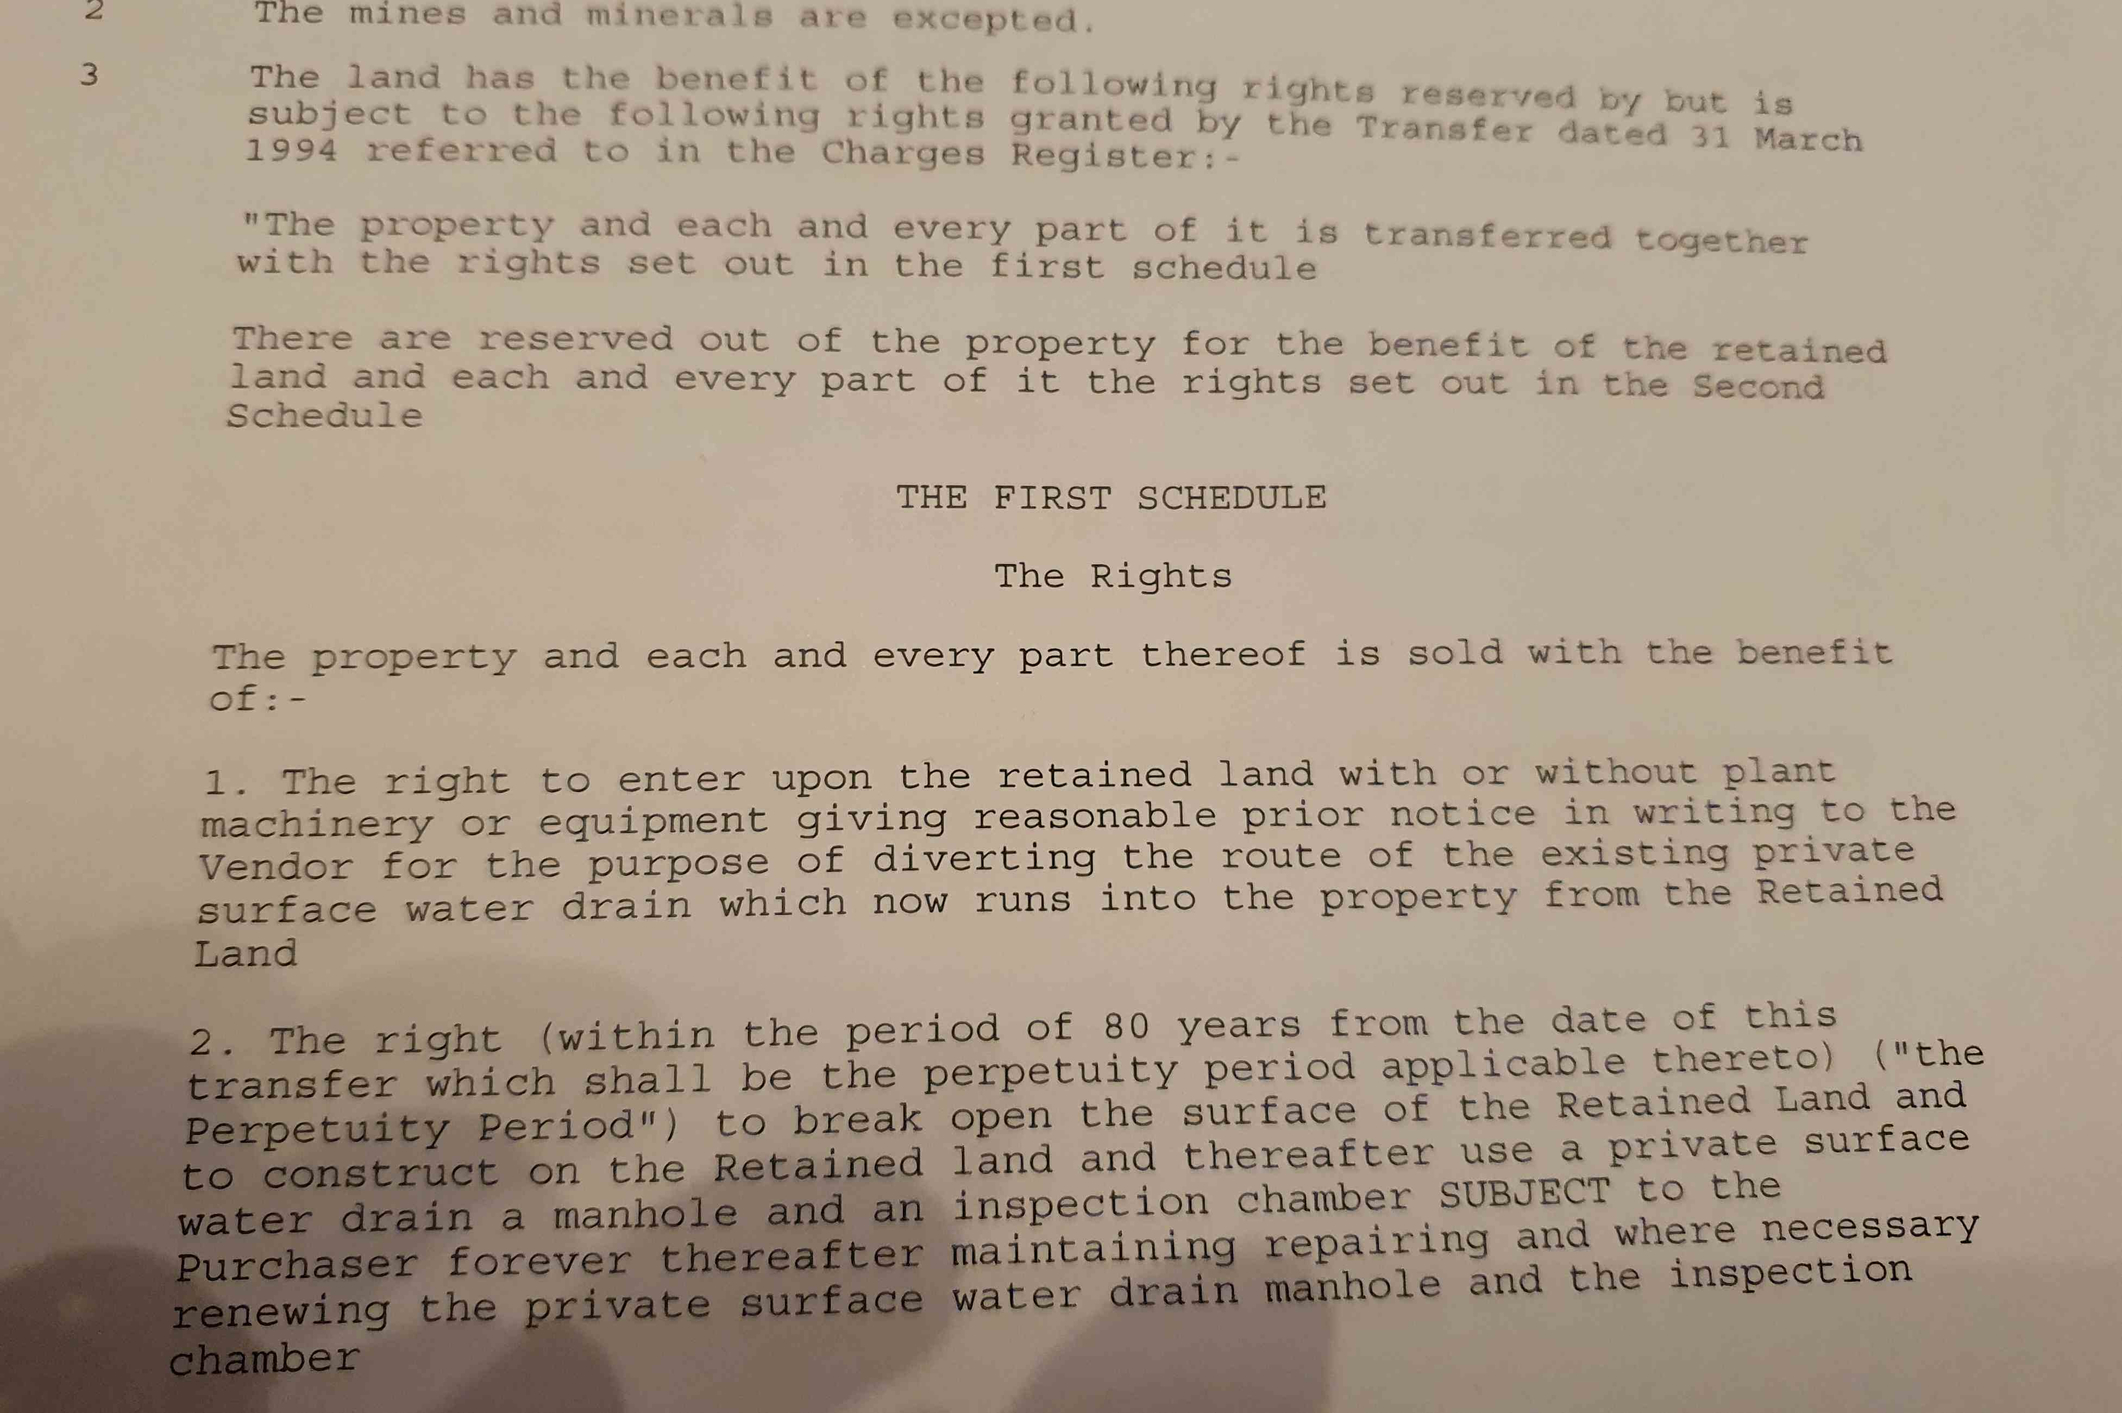 2 The mines and minerals are excepted.
3 The land has the benefit of the following rights reserved by but is
subject to the following rights granted by the Transfer dated 31 March
1994 referred to in the Charges Register:-
"The property and each and every part of it is transferred together
with the rights set out in the first schedule
There are reserved out of the property for the benefit of the retained
land and each and every part of it the rights set out in the Second
Schedule
THE FIRST SCHEDULE
The Rights
The property and each and every part thereof is sold with the benefit
of:-
1. The right to enter upon the retained land with or without plant
machinery or equipment giving reasonable prior notice in writing to the
Vendor for the purpose of diverting the route of the existing private
surface water drain which now runs into the property from the Retained
Land
2. The right (within the period of 80 years from the date of this
transfer which shall be the perpetuity period applicable thereto) ("the
Perpetuity Period") to break open the surface of the Retained Land and
to construct on the Retained land and thereafter use a private surface
water drain a manhole and an inspection chamber SUBJECT to the
Purchaser forever thereafter maintaining repairing and where necessary
renewing the private surface water drain manhole and the inspection
chamber